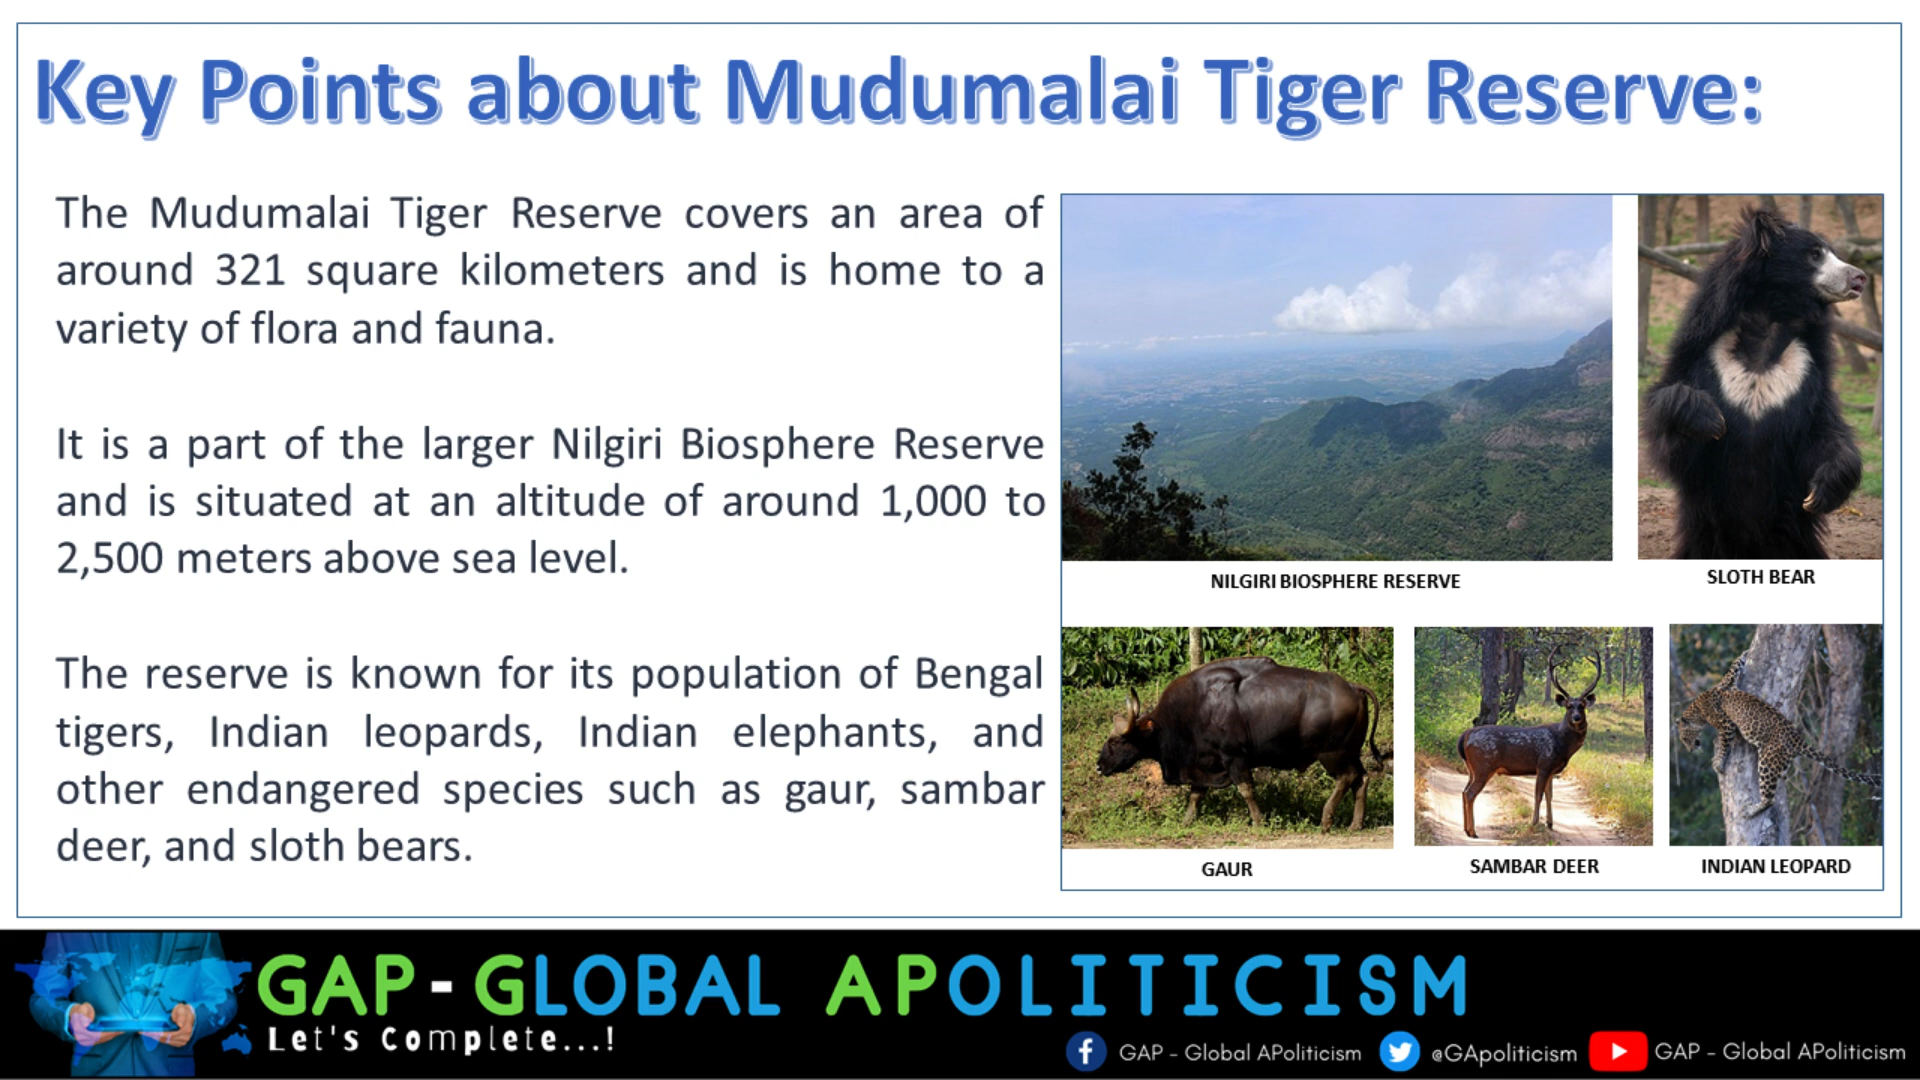 Key Points about Mudumalai Tiger Reserve:
The Mudumalai Tiger Reserve covers an area of
around 321 square kilometers and is home to a
variety of flora and fauna.
It is a part of the larger Nilgiri Biosphere Reserve
and is situated at an altitude of around 1,000 to
2,500 meters above sea level.
The reserve is known for its population of Bengal
tigers, Indian leopards, Indian elephants, and
other endangered species such as gaur, sambar
deer, and sloth bears.
NILGIRI BIOSPHERE RESERVE
SLOTH BEAR
GAUR
SAMBAR DEER
INDIAN LEOPARD
GAP - GLOBAL APOLITICISM
Let's Complete...!
GAP - Global APoliticism
@GApoliticism
GAP - Global APoliticism